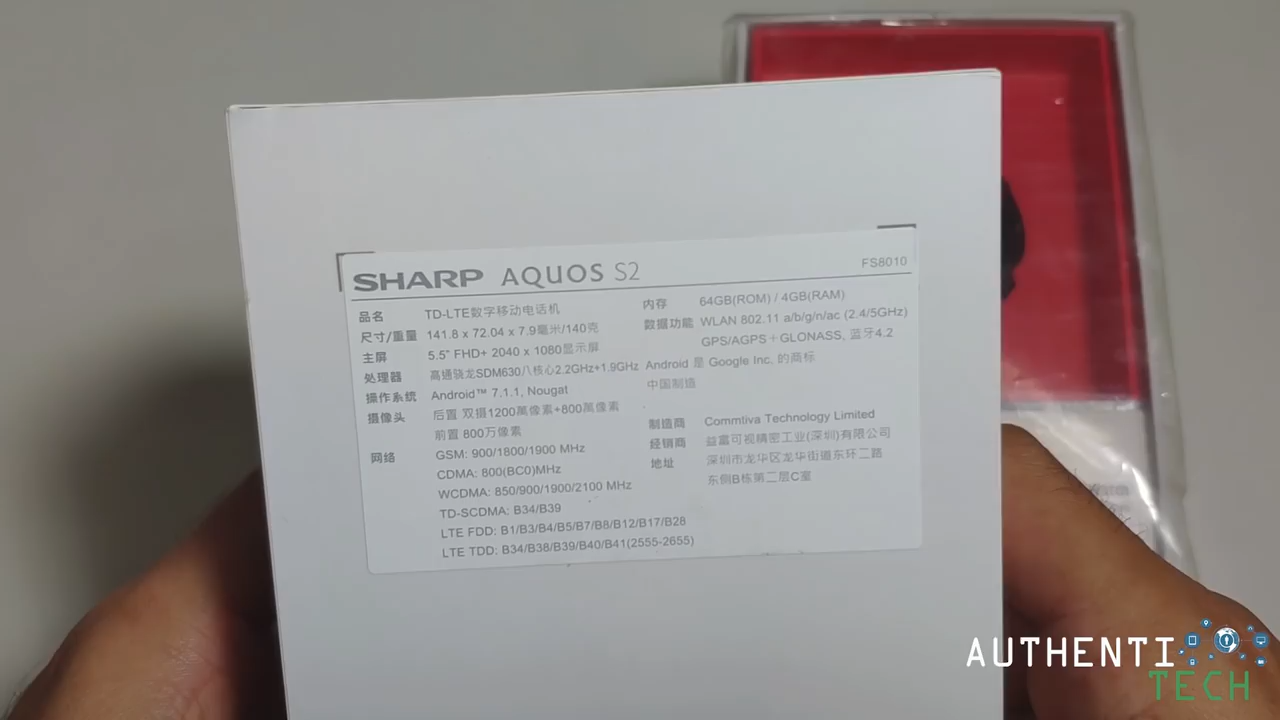 SHARP AQUOS S2 FS8010
品名 TD-LTE数字移动电话机
尺寸/重量 141.8 x 72.04 x 7.9毫米/140克
主屏 5.5" FHD+ 2040 x 1080显示屏
处理器 高通骁龙SDM630八核心2.2GHz+1.9GHz
操作系统 Android™ 7.1.1, Nougat
摄像头 后置 双摄1200萬像素+800萬像素
前置 800万像素
网络 GSM: 900/1800/1900 MHz
CDMA: 800(BC0)MHz
WCDMA: 850/900/1900/2100 MHz
TD-SCDMA: B34/B39
LTE FDD: B1/B3/B4/B5/B7/B8/B12/B17/B28
LTE TDD: B34/B38/B39/B40/B41(2555-2655)
内存 64GB(ROM) / 4GB(RAM)
数据功能 WLAN 802.11 a/b/g/n/ac (2.4/5GHz)
GPS/AGPS+GLONASS, 蓝牙4.2
Android 是 Google Inc. 的商标
中国制造
制造商 Commtiva Technology Limited
经销商 益富可视精密工业(深圳)有限公司
地址 深圳市龙华区龙华街道东环二路
东侧B栋第二层C室
AUTHENTI
TECH